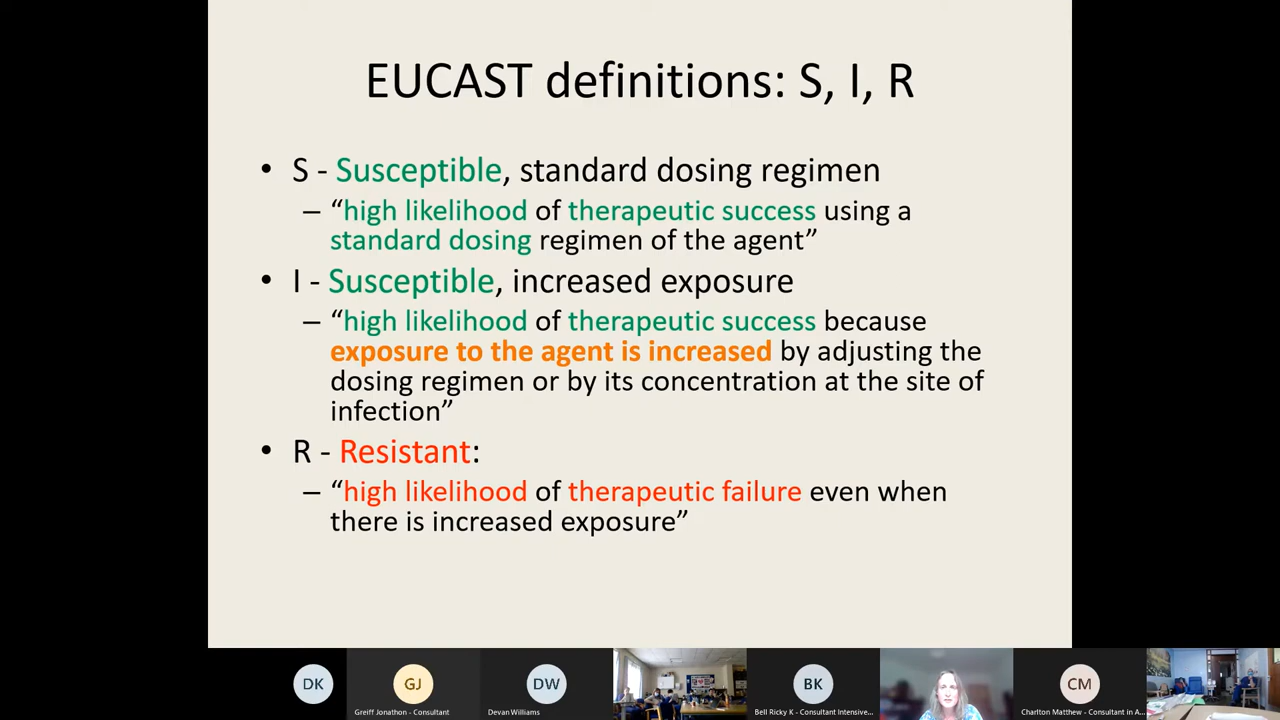 EUCAST definitions: S, I, R
• S - Susceptible, standard dosing regimen
– “high likelihood of therapeutic success using a
standard dosing regimen of the agent”
• I - Susceptible, increased exposure
– “high likelihood of therapeutic success because
exposure to the agent is increased by adjusting the
dosing regimen or by its concentration at the site of
infection”
• R - Resistant:
– “high likelihood of therapeutic failure even when
there is increased exposure”
DK
GJ
Greiff Jonathon - Consultant
DW
Devan Williams
BK
Bell Ricky K - Consultant Intensive...
CM
Charlton Matthew - Consultant in A...